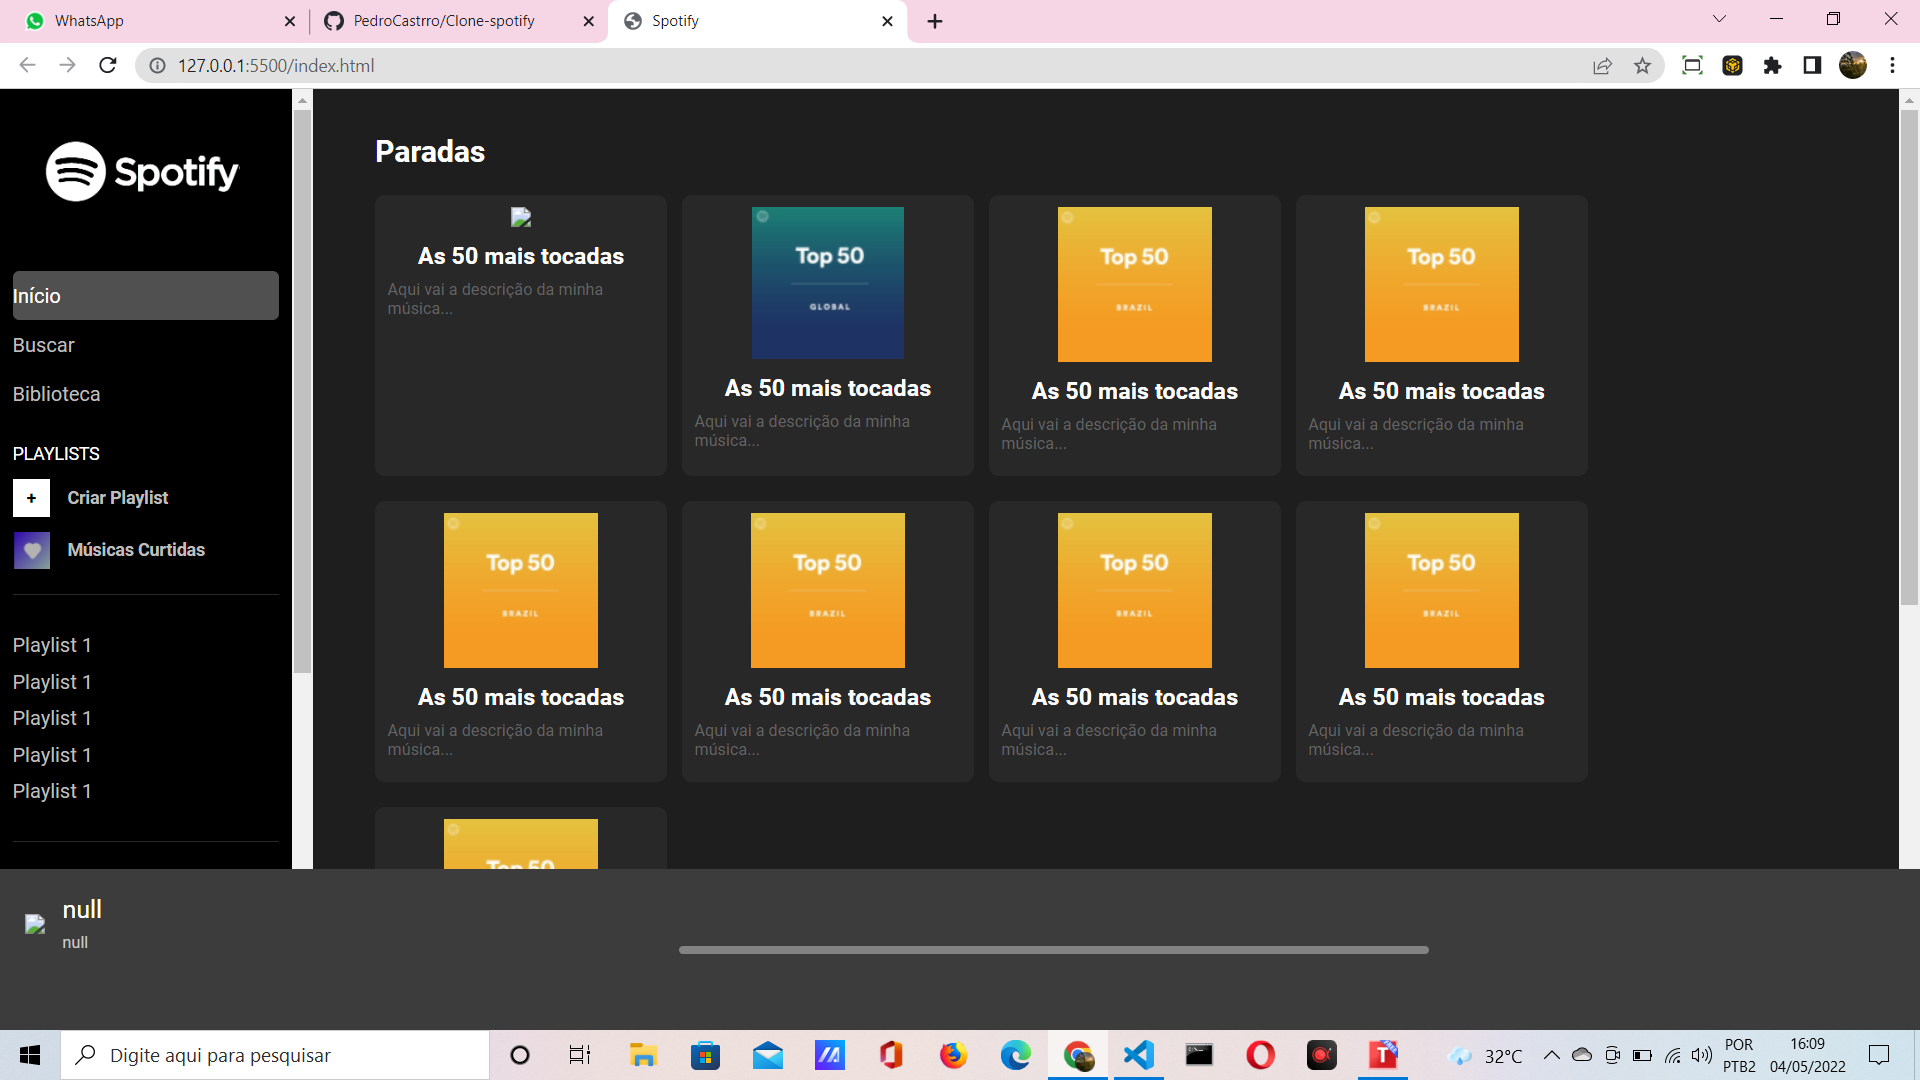 WhatsApp
PedroCastrro/Clone-spotify
Spotify
127.0.0.1:5500/index.html
Spotify
Início
Buscar
Biblioteca
PLAYLISTS
+ Criar Playlist
Músicas Curtidas
Playlist 1
Playlist 1
Playlist 1
Playlist 1
Playlist 1
Paradas
As 50 mais tocadas
Aqui vai a descrição da minha
música...
Top 50
GLOBAL
As 50 mais tocadas
Aqui vai a descrição da minha
música...
Top 50
BRAZIL
As 50 mais tocadas
Aqui vai a descrição da minha
música...
Top 50
BRAZIL
As 50 mais tocadas
Aqui vai a descrição da minha
música...
Top 50
BRAZIL
As 50 mais tocadas
Aqui vai a descrição da minha
música...
Top 50
BRAZIL
As 50 mais tocadas
Aqui vai a descrição da minha
música...
Top 50
BRAZIL
As 50 mais tocadas
Aqui vai a descrição da minha
música...
Top 50
BRAZIL
As 50 mais tocadas
Aqui vai a descrição da minha
música...
Top 50
null
null
Digite aqui para pesquisar
32°C
POR
PTB2
16:09
04/05/2022